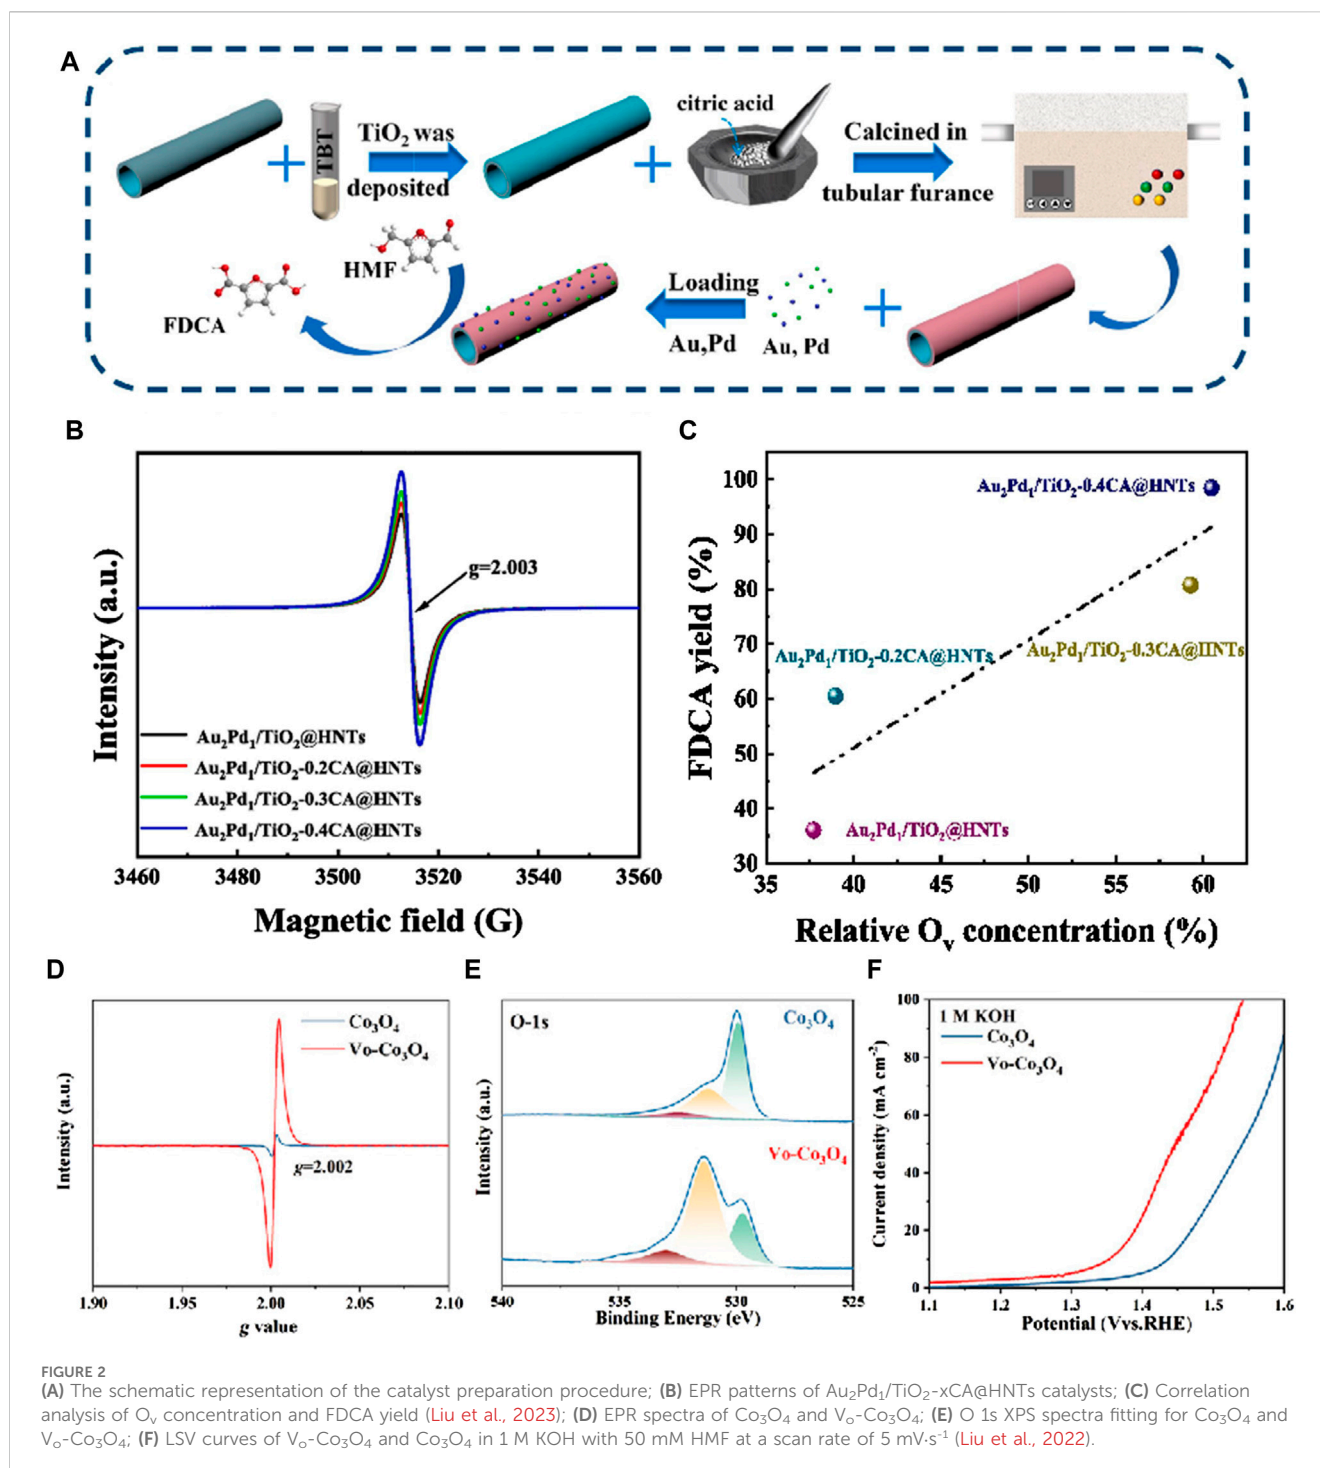 A
TBT
TiO₂ was
deposited
citric acid
Calcined in
tubular furance
HMF
FDCA
Loading
Au,Pd
Au, Pd
B
Intensity (a.u.)
g=2.003
Au₂Pd₁/TiO₂@HNTs
Au₂Pd₁/TiO₂-0.2CA@HNTs
Au₂Pd₁/TiO₂-0.3CA@HNTs
Au₂Pd₁/TiO₂-0.4CA@HNTs
3460 3480 3500 3520 3540 3560
Magnetic field (G)
C
FDCA yield (%)
100
90
80
70
60
50
40
30
Au₂Pd₁/TiO₂-0.4CA@HNTs
Au₂Pd₁/TiO₂-0.2CA@HNTs
Au₂Pd₁/TiO₂-0.3CA@HNTs
Au₂Pd₁/TiO₂@HNTs
35 40 45 50 55 60
Relative Oᵥ concentration (%)
D
Intensity (a.u.)
Co₃O₄
Vo-Co₃O₄
g=2.002
1.90 1.95 2.00 2.05 2.10
g value
E
Intensity (a.u.)
O-1s
Co₃O₄
Vo-Co₃O₄
540 535 530 525
Binding Energy (eV)
F
Current density (mA cm⁻²)
100
80
60
40
20
0
1 M KOH
Co₃O₄
Vo-Co₃O₄
1.1 1.2 1.3 1.4 1.5 1.6
Potential (Vvs.RHE)
FIGURE 2
(A) The schematic representation of the catalyst preparation procedure; (B) EPR patterns of Au₂Pd₁/TiO₂-xCA@HNTs catalysts; (C) Correlation
analysis of Oᵥ concentration and FDCA yield (Liu et al., 2023); (D) EPR spectra of Co₃O₄ and Vₒ-Co₃O₄; (E) O 1s XPS spectra fitting for Co₃O₄ and
Vₒ-Co₃O₄; (F) LSV curves of Vₒ-Co₃O₄ and Co₃O₄ in 1 M KOH with 50 mM HMF at a scan rate of 5 mV·s⁻¹ (Liu et al., 2022).